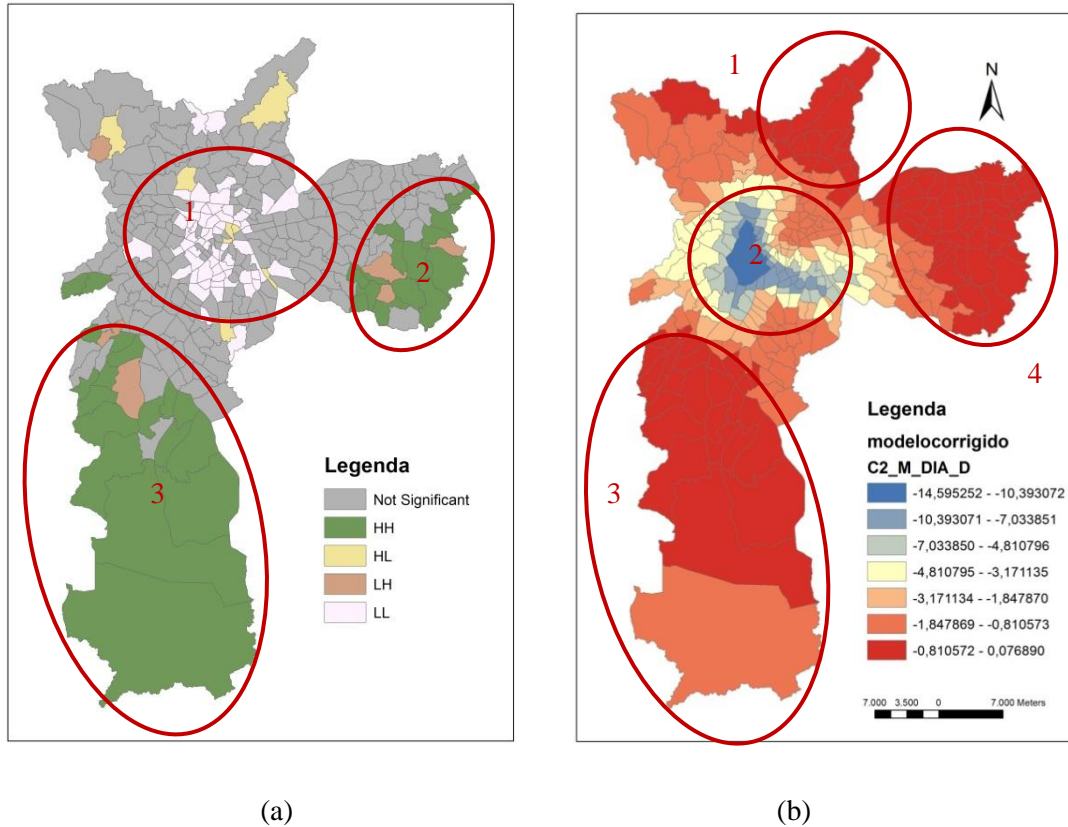 1
2
3
Legenda
Not Significant
HH
HL
LH
LL
(a)
1
N
2
3
4
Legenda
modelocorrigido
C2_M_DIA_D
-14,595252 - -10,393072
-10,393071 - -7,033851
-7,033850 - -4,810796
-4,810795 - -3,171135
-3,171134 - -1,847870
-1,847869 - -0,810573
-0,810572 - 0,076890
7.000 3.500 0 7.000 Meters
(b)